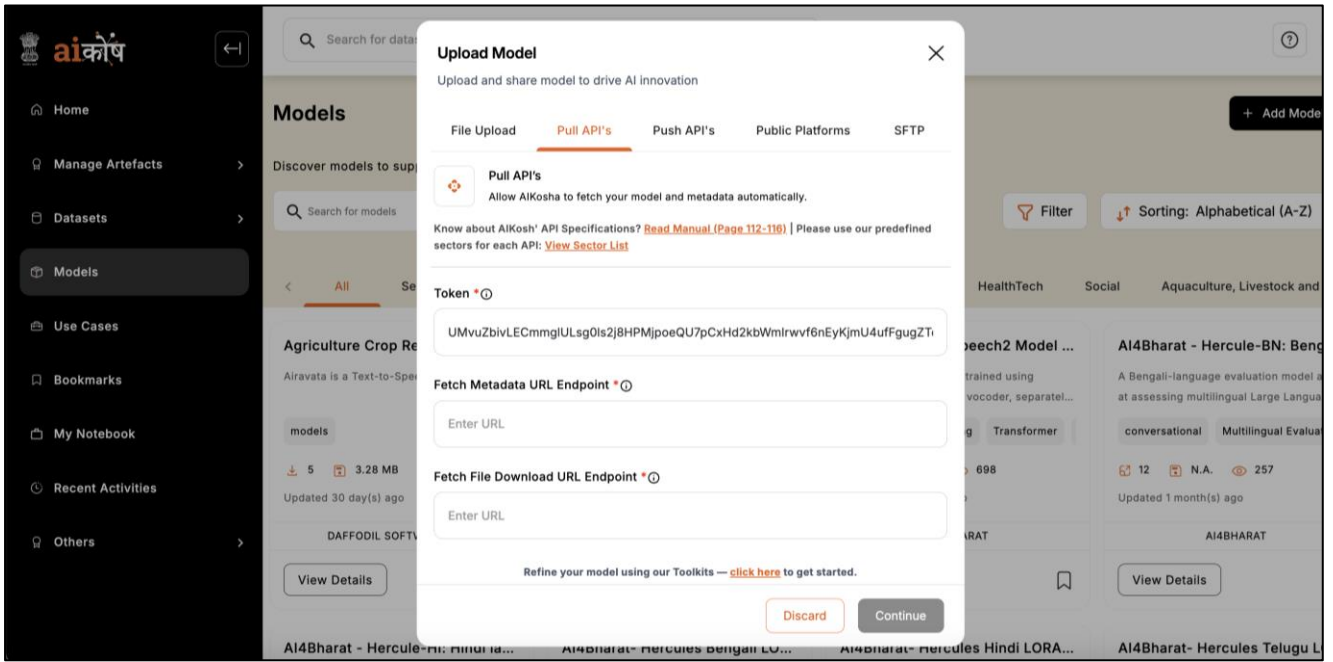 aiकोष
Home
Manage Artefacts
Datasets
Models
Use Cases
Bookmarks
My Notebook
Recent Activities
Others
Search for data
Models
+ Add Mode
Discover models to supp
Search for models
Filter
Sorting: Alphabetical (A-Z)
All
Se
HealthTech
Social
Aquaculture, Livestock and
Agriculture Crop Re
Airavata is a Text-to-Spee
models
5
3.28 MB
Updated 30 day(s) ago
DAFFODIL SOFTW
View Details
Upload Model
Upload and share model to drive AI innovation
File Upload
Pull API's
Push API's
Public Platforms
SFTP
Pull API's
Allow AIKosha to fetch your model and metadata automatically.
Know about AIKosh' API Specifications? Read Manual (Page 112-116) | Please use our predefined
sectors for each API: View Sector List
Token *
Fetch Metadata URL Endpoint *
Enter URL
Fetch File Download URL Endpoint *
Enter URL
Refine your model using our Toolkits — click here to get started.
Discard
Continue
peech2 Model ...
trained using
vocoder, separatel...
Transformer
698
ARAT
AI4Bharat - Hercule-BN: Beng
A Bengali-language evaluation model a
at assessing multilingual Large Langua
conversational
Multilingual Evaluat
12
N.A.
257
Updated 1 month(s) ago
AI4BHARAT
View Details
AI4Bharat - Hercule-HI: Hindi la...
AI4Bharat- Hercules Bengali LO...
AI4Bharat- Hercules Hindi LORA...
AI4Bharat- Hercules Telugu L